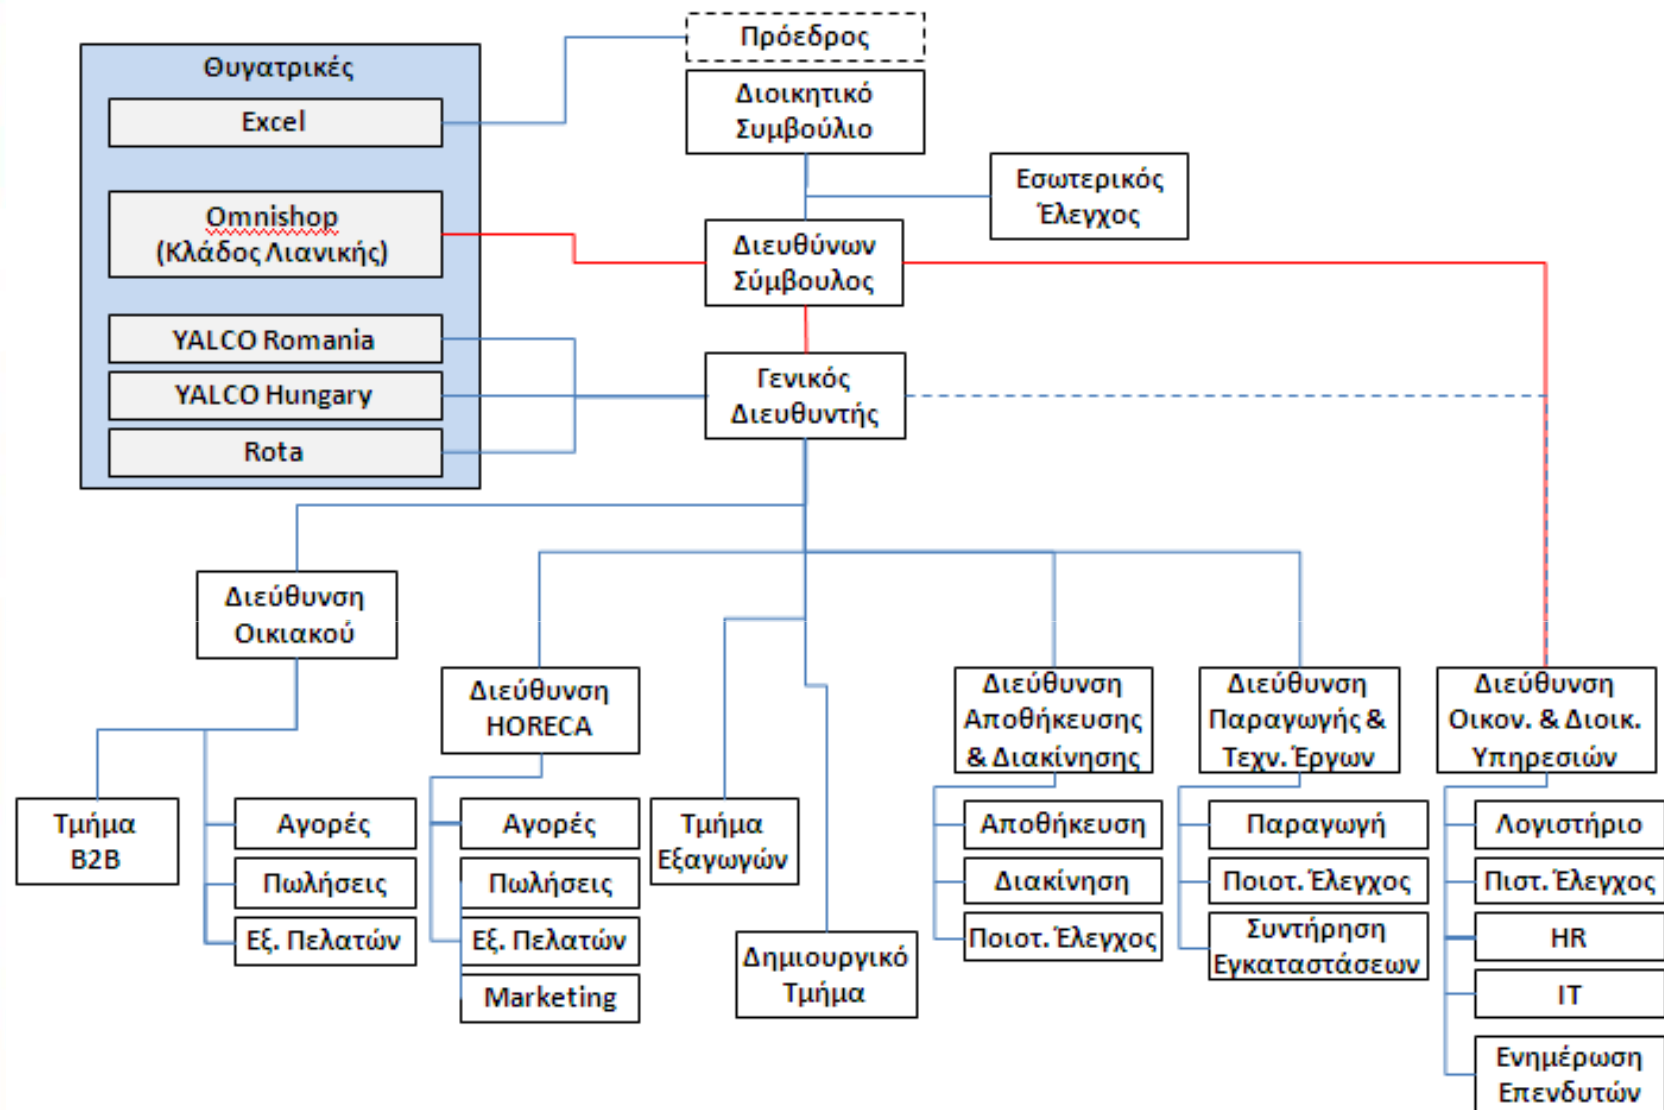 Πρόεδρος
Διοικητικό
Συμβούλιο
Εσωτερικός
Έλεγχος
Διευθύνων
Σύμβουλος
Γενικός
Διευθυντής
Θυγατρικές
Excel
Omnishop
(Κλάδος Λιανικής)
YALCO Romania
YALCO Hungary
Rota
Διεύθυνση
Οικιακού
Τμήμα
B2B
Αγορές
Πωλήσεις
Εξ. Πελατών
Διεύθυνση
HORECA
Αγορές
Πωλήσεις
Εξ. Πελατών
Marketing
Τμήμα
Εξαγωγών
Δημιουργικό
Τμήμα
Διεύθυνση
Αποθήκευσης
& Διακίνησης
Αποθήκευση
Διακίνηση
Ποιοτ. Έλεγχος
Διεύθυνση
Παραγωγής &
Τεχν. Έργων
Παραγωγή
Ποιοτ. Έλεγχος
Συντήρηση
Εγκαταστάσεων
Διεύθυνση
Οικον. & Διοικ.
Υπηρεσιών
Λογιστήριο
Πιστ. Έλεγχος
HR
IT
Ενημέρωση
Επενδυτών